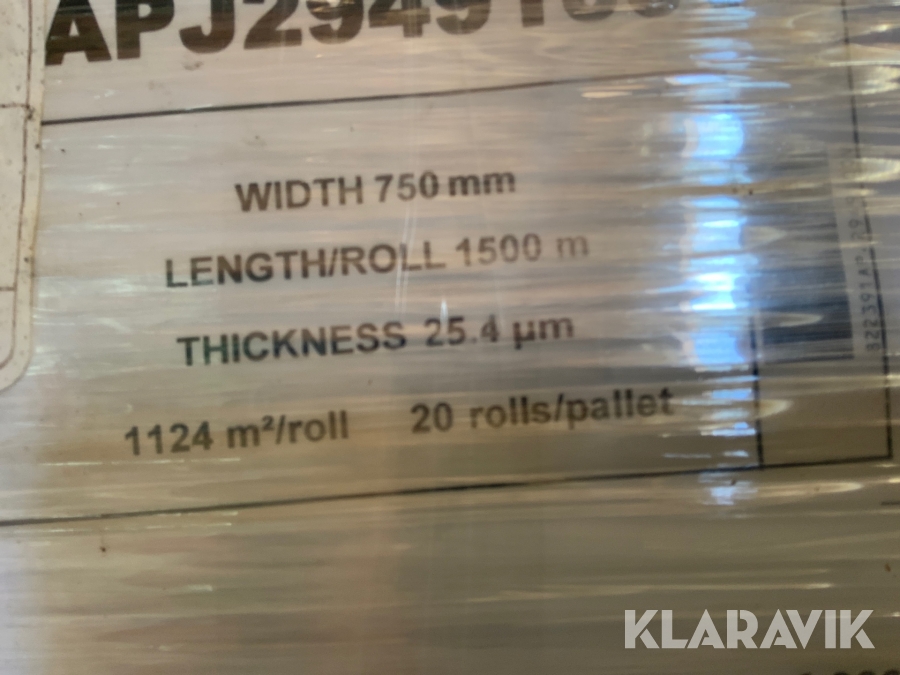 WIDTH 750 mm
LENGTH/ROLL 1500 m
THICKNESS 25.4 µm
1124 m²/roll 20 rolls/pallet
KLARAVIK